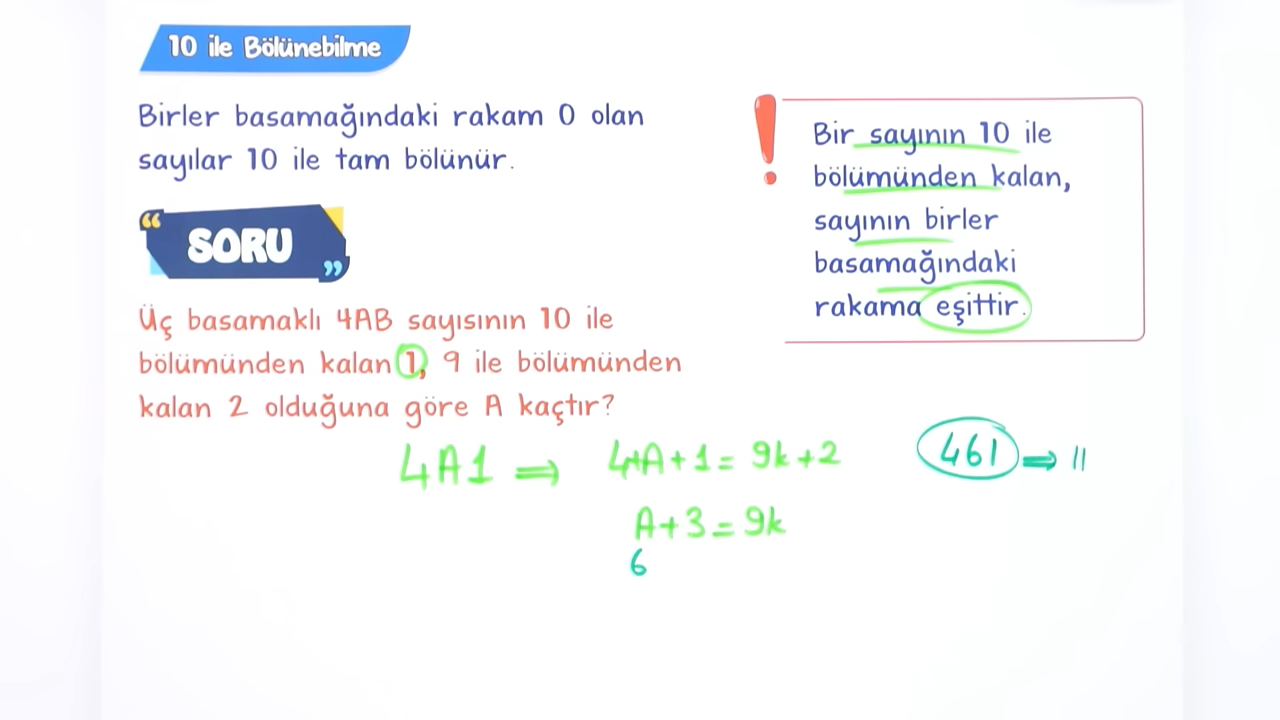 10 ile Bölünebilme
Birler basamağındaki rakam 0 olan
sayılar 10 ile tam bölünür.
“ SORU ”
Üç basamaklı 4AB sayısının 10 ile
bölümünden kalan 1, 9 ile bölümünden
kalan 2 olduğuna göre A kaçtır?
! Bir sayının 10 ile
bölümünden kalan,
sayının birler
basamağındaki
rakama eşittir.
4A1 ⇒ 4+A+1=9k+2
A+3=9k
6
461 ⇒ 11